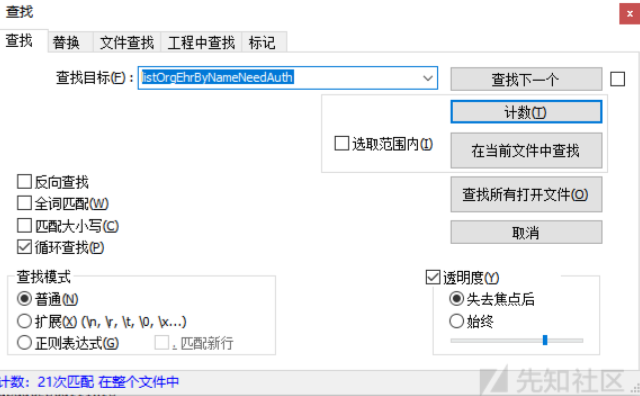 查找
查找 替换 文件查找 工程中查找 标记
查找目标(F): listOrgEhrByNameNeedAuth 查找下一个
计数(T)
选取范围内(I) 在当前文件中查找
反向查找 查找所有打开文件(O)
全词匹配(W)
匹配大小写(C) 取消
循环查找(P)
查找模式 透明度(Y)
普通(N) 失去焦点后
扩展(X) (\n, \r, \t, \0, \x...) 始终
正则表达式(G) . 匹配新行
计数: 21次匹配 在整个文件中
先知社区